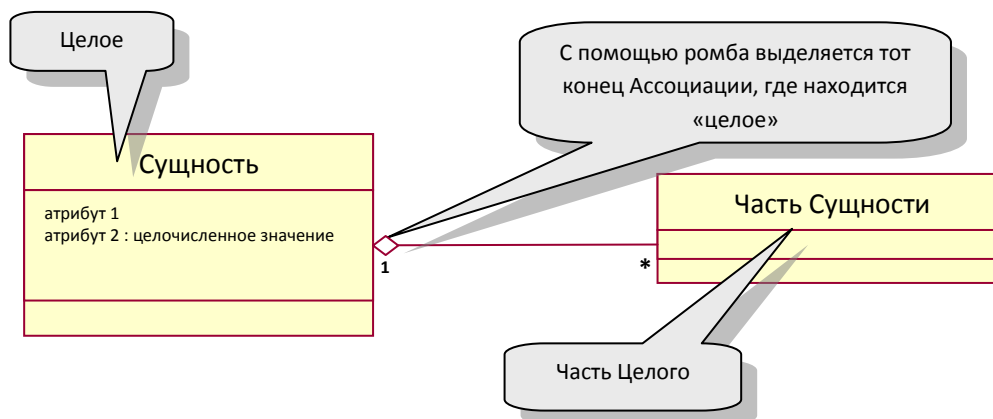 Целое
С помощью ромба выделяется тот
конец Ассоциации, где находится
«целое»
Сущность
атрибут 1
атрибут 2 : целочисленное значение
Часть Сущности
1
*
Часть Целого